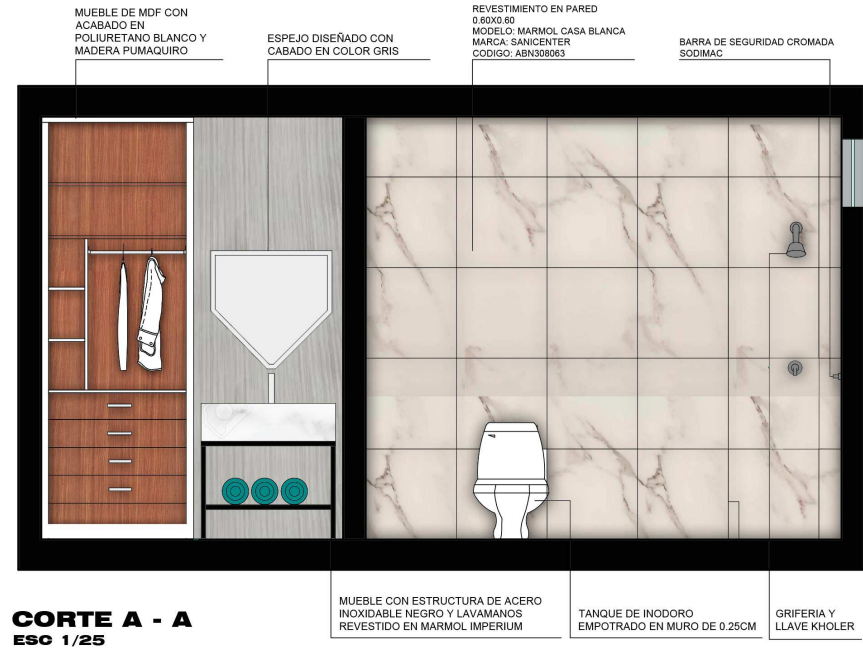 MUEBLE DE MDF CON
ACABADO EN
POLIURETANO BLANCO Y
MADERA PUMAQUIRO
ESPEJO DISEÑADO CON
CABADO EN COLOR GRIS
REVESTIMIENTO EN PARED
0.60X0.60
MODELO: MARMOL CASA BLANCA
MARCA: SANICENTER
CODIGO: ABN308063
BARRA DE SEGURIDAD CROMADA
SODIMAC
MUEBLE CON ESTRUCTURA DE ACERO
INOXIDABLE NEGRO Y LAVAMANOS
REVESTIDO EN MARMOL IMPERIUM
TANQUE DE INODORO
EMPOTRADO EN MURO DE 0.25CM
GRIFERIA Y
LLAVE KHOLER
CORTE A - A
ESC 1/25